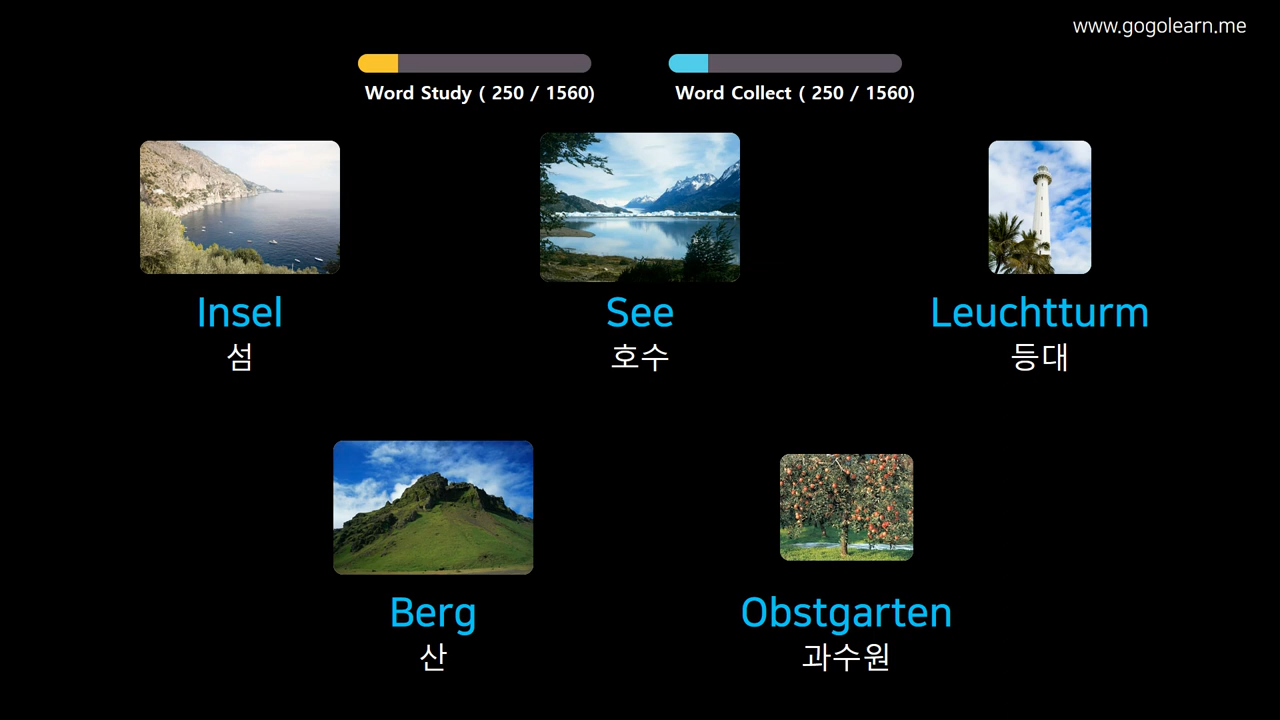 www.gogolearn.me
Word Study ( 250 / 1560)
Word Collect ( 250 / 1560)
Insel
섬
See
호수
Leuchtturm
등대
Berg
산
Obstgarten
과수원